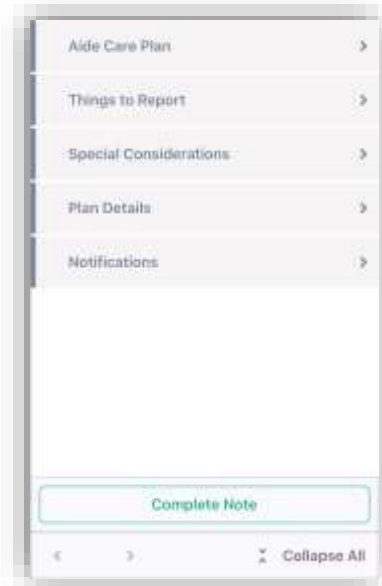 Aide Care Plan
Things to Report
Special Considerations
Plan Details
Notifications
Complete Note
Collapse All